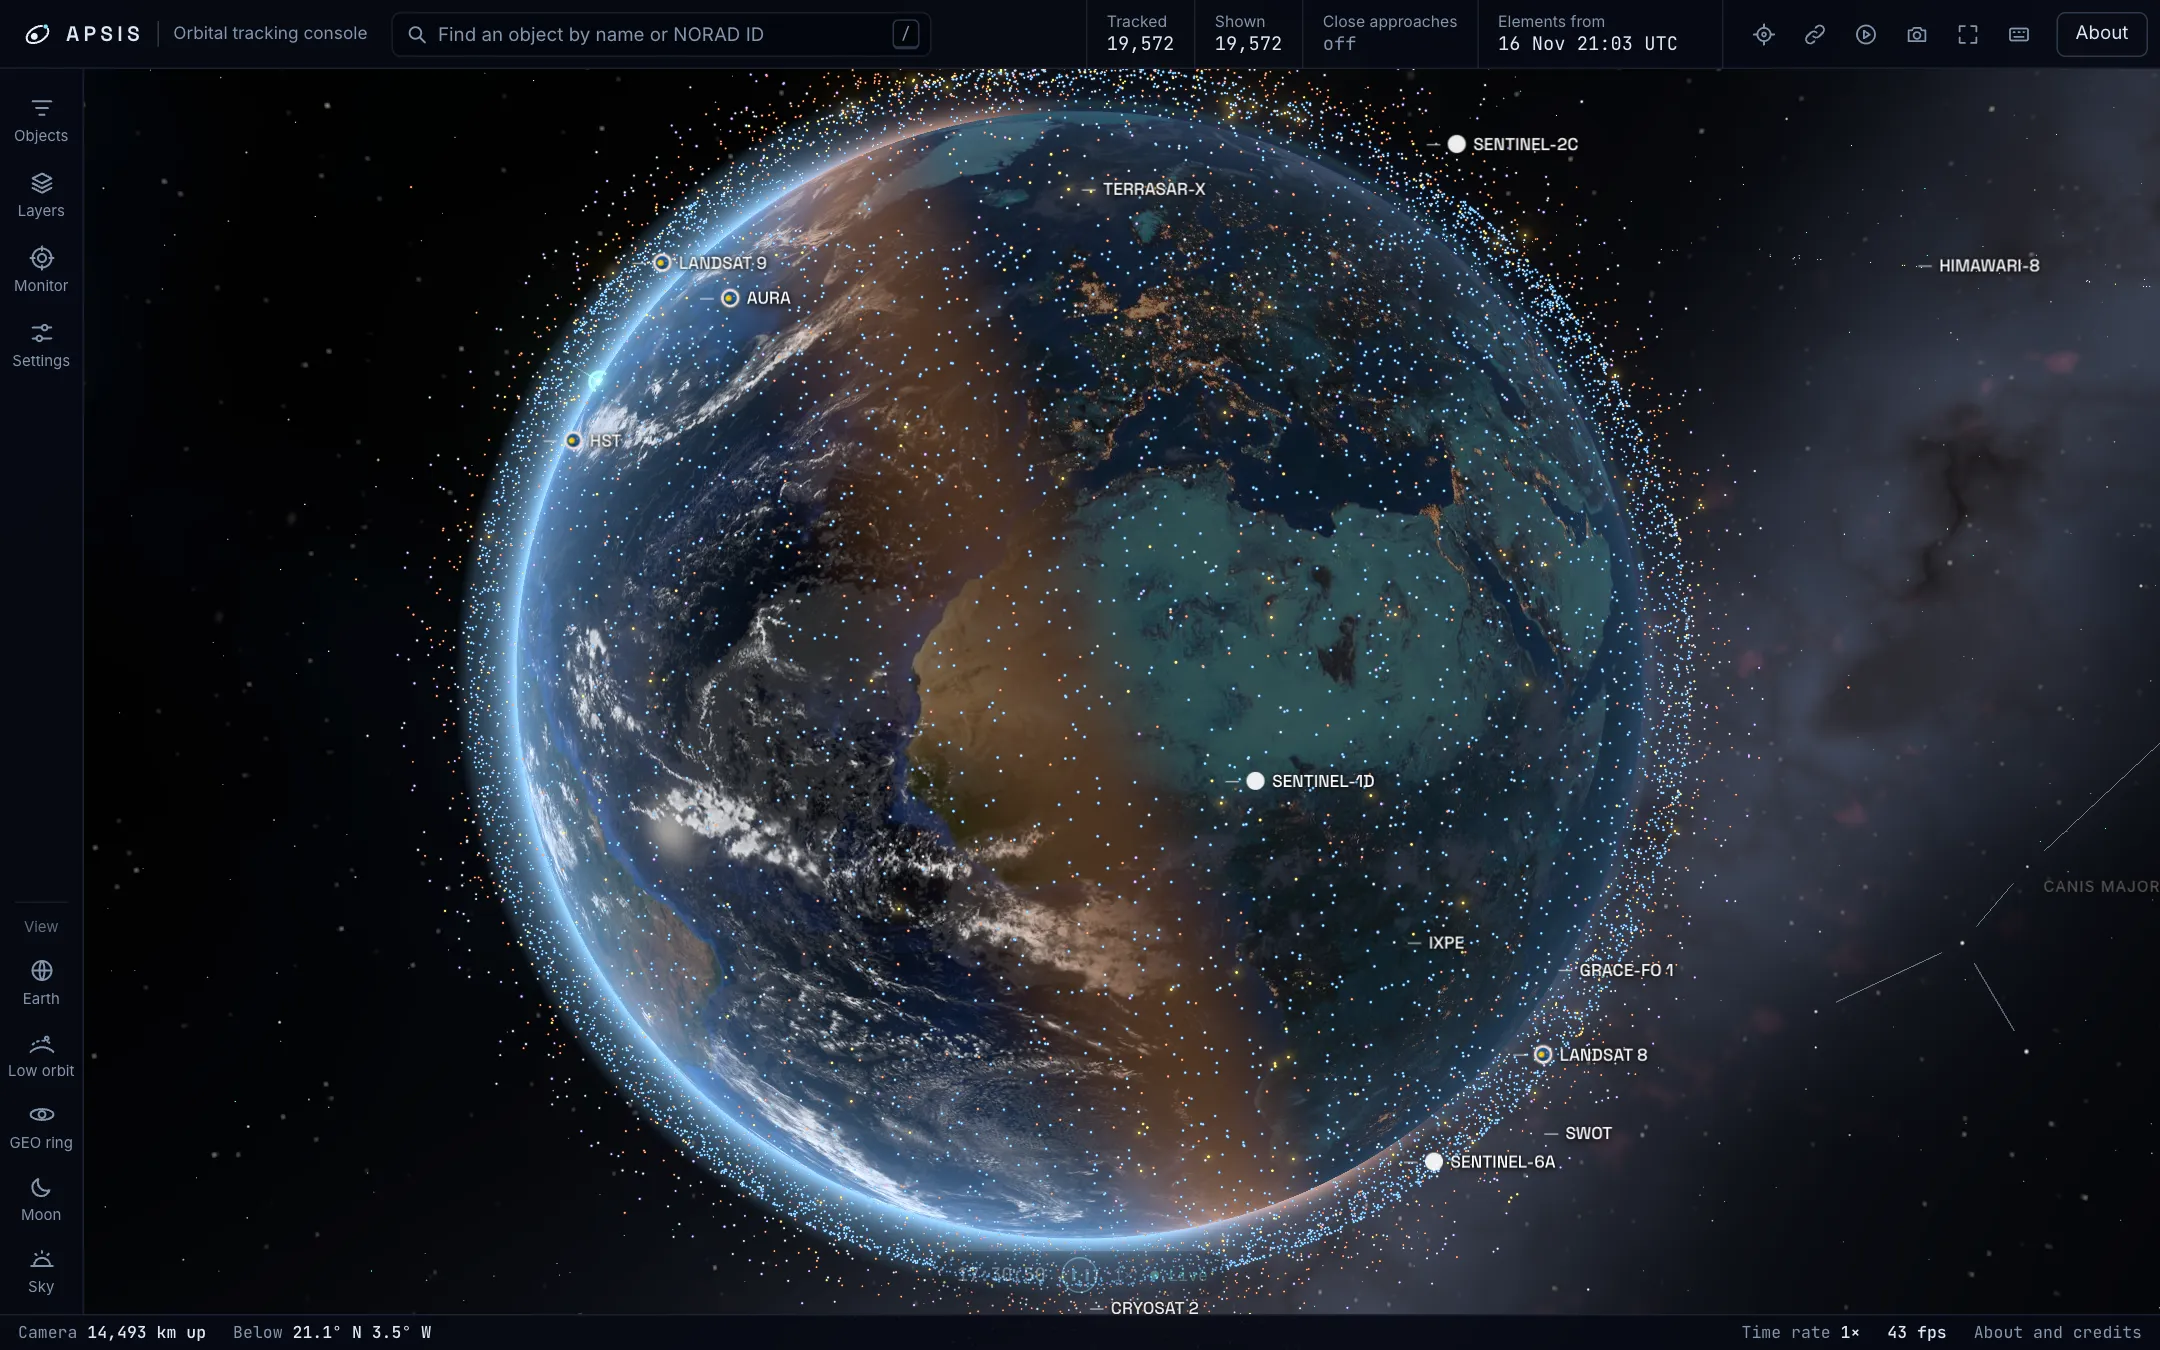 APSIS
Orbital tracking console
Find an object by name or NORAD ID
/
Tracked
19,572
Shown
19,572
Close approaches
off
Elements from
16 Nov 21:03 UTC
About
Objects
Layers
Monitor
Settings
SENTINEL-2C
TERRASAR-X
LANDSAT 9
HIMAWARI-8
AURA
HST
SENTINEL-1D
CANIS MAJOR
IXPE
GRACE-FO 1
LANDSAT 8
SWOT
SENTINEL-6A
Live
CRYOSAT 2
View
Earth
Low orbit
GEO ring
Moon
Sky
Camera 14,493 km up
Below 21.1° N 3.5° W
Time rate 1×
43 fps
About and credits